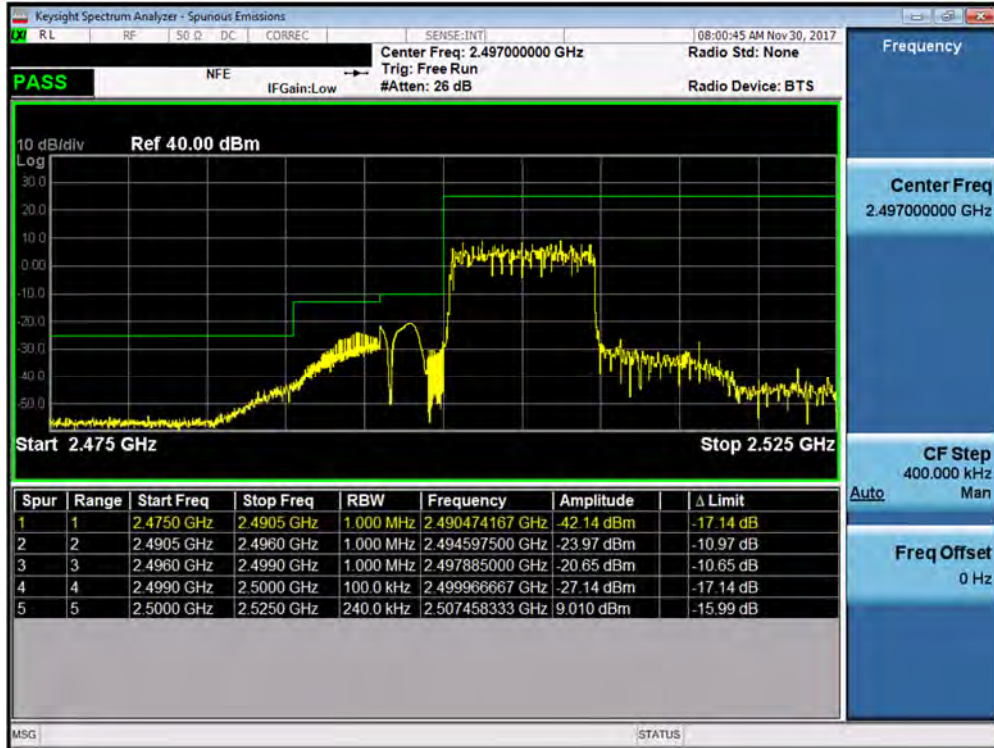 Keysight Spectrum Analyzer - Spurious Emissions
LXI RL RF 50 Ω DC CORREC SENSE:INT 08:00:45 AM Nov 30, 2017
Center Freq: 2.497000000 GHz Radio Std: None
PASS NFE Trig: Free Run
IFGain:Low #Atten: 26 dB Radio Device: BTS
10 dB/div Ref 40.00 dBm
Log
30.0
20.0
10.0
0.00
-10.0
-20.0
-30.0
-40.0
-50.0
Start 2.475 GHz Stop 2.525 GHz
Spur Range Start Freq Stop Freq RBW Frequency Amplitude Δ Limit
1 1 2.4750 GHz 2.4905 GHz 1.000 MHz 2.490474167 GHz -42.14 dBm -17.14 dB
2 2 2.4905 GHz 2.4960 GHz 1.000 MHz 2.494597500 GHz -23.97 dBm -10.97 dB
3 3 2.4960 GHz 2.4990 GHz 1.000 MHz 2.497885000 GHz -20.65 dBm -10.65 dB
4 4 2.4990 GHz 2.5000 GHz 100.0 kHz 2.499966667 GHz -27.14 dBm -17.14 dB
5 5 2.5000 GHz 2.5250 GHz 240.0 kHz 2.507458333 GHz 9.010 dBm -15.99 dB
MSG STATUS
Frequency
Center Freq
2.497000000 GHz
CF Step
400.000 kHz
Auto Man
Freq Offset
0 Hz